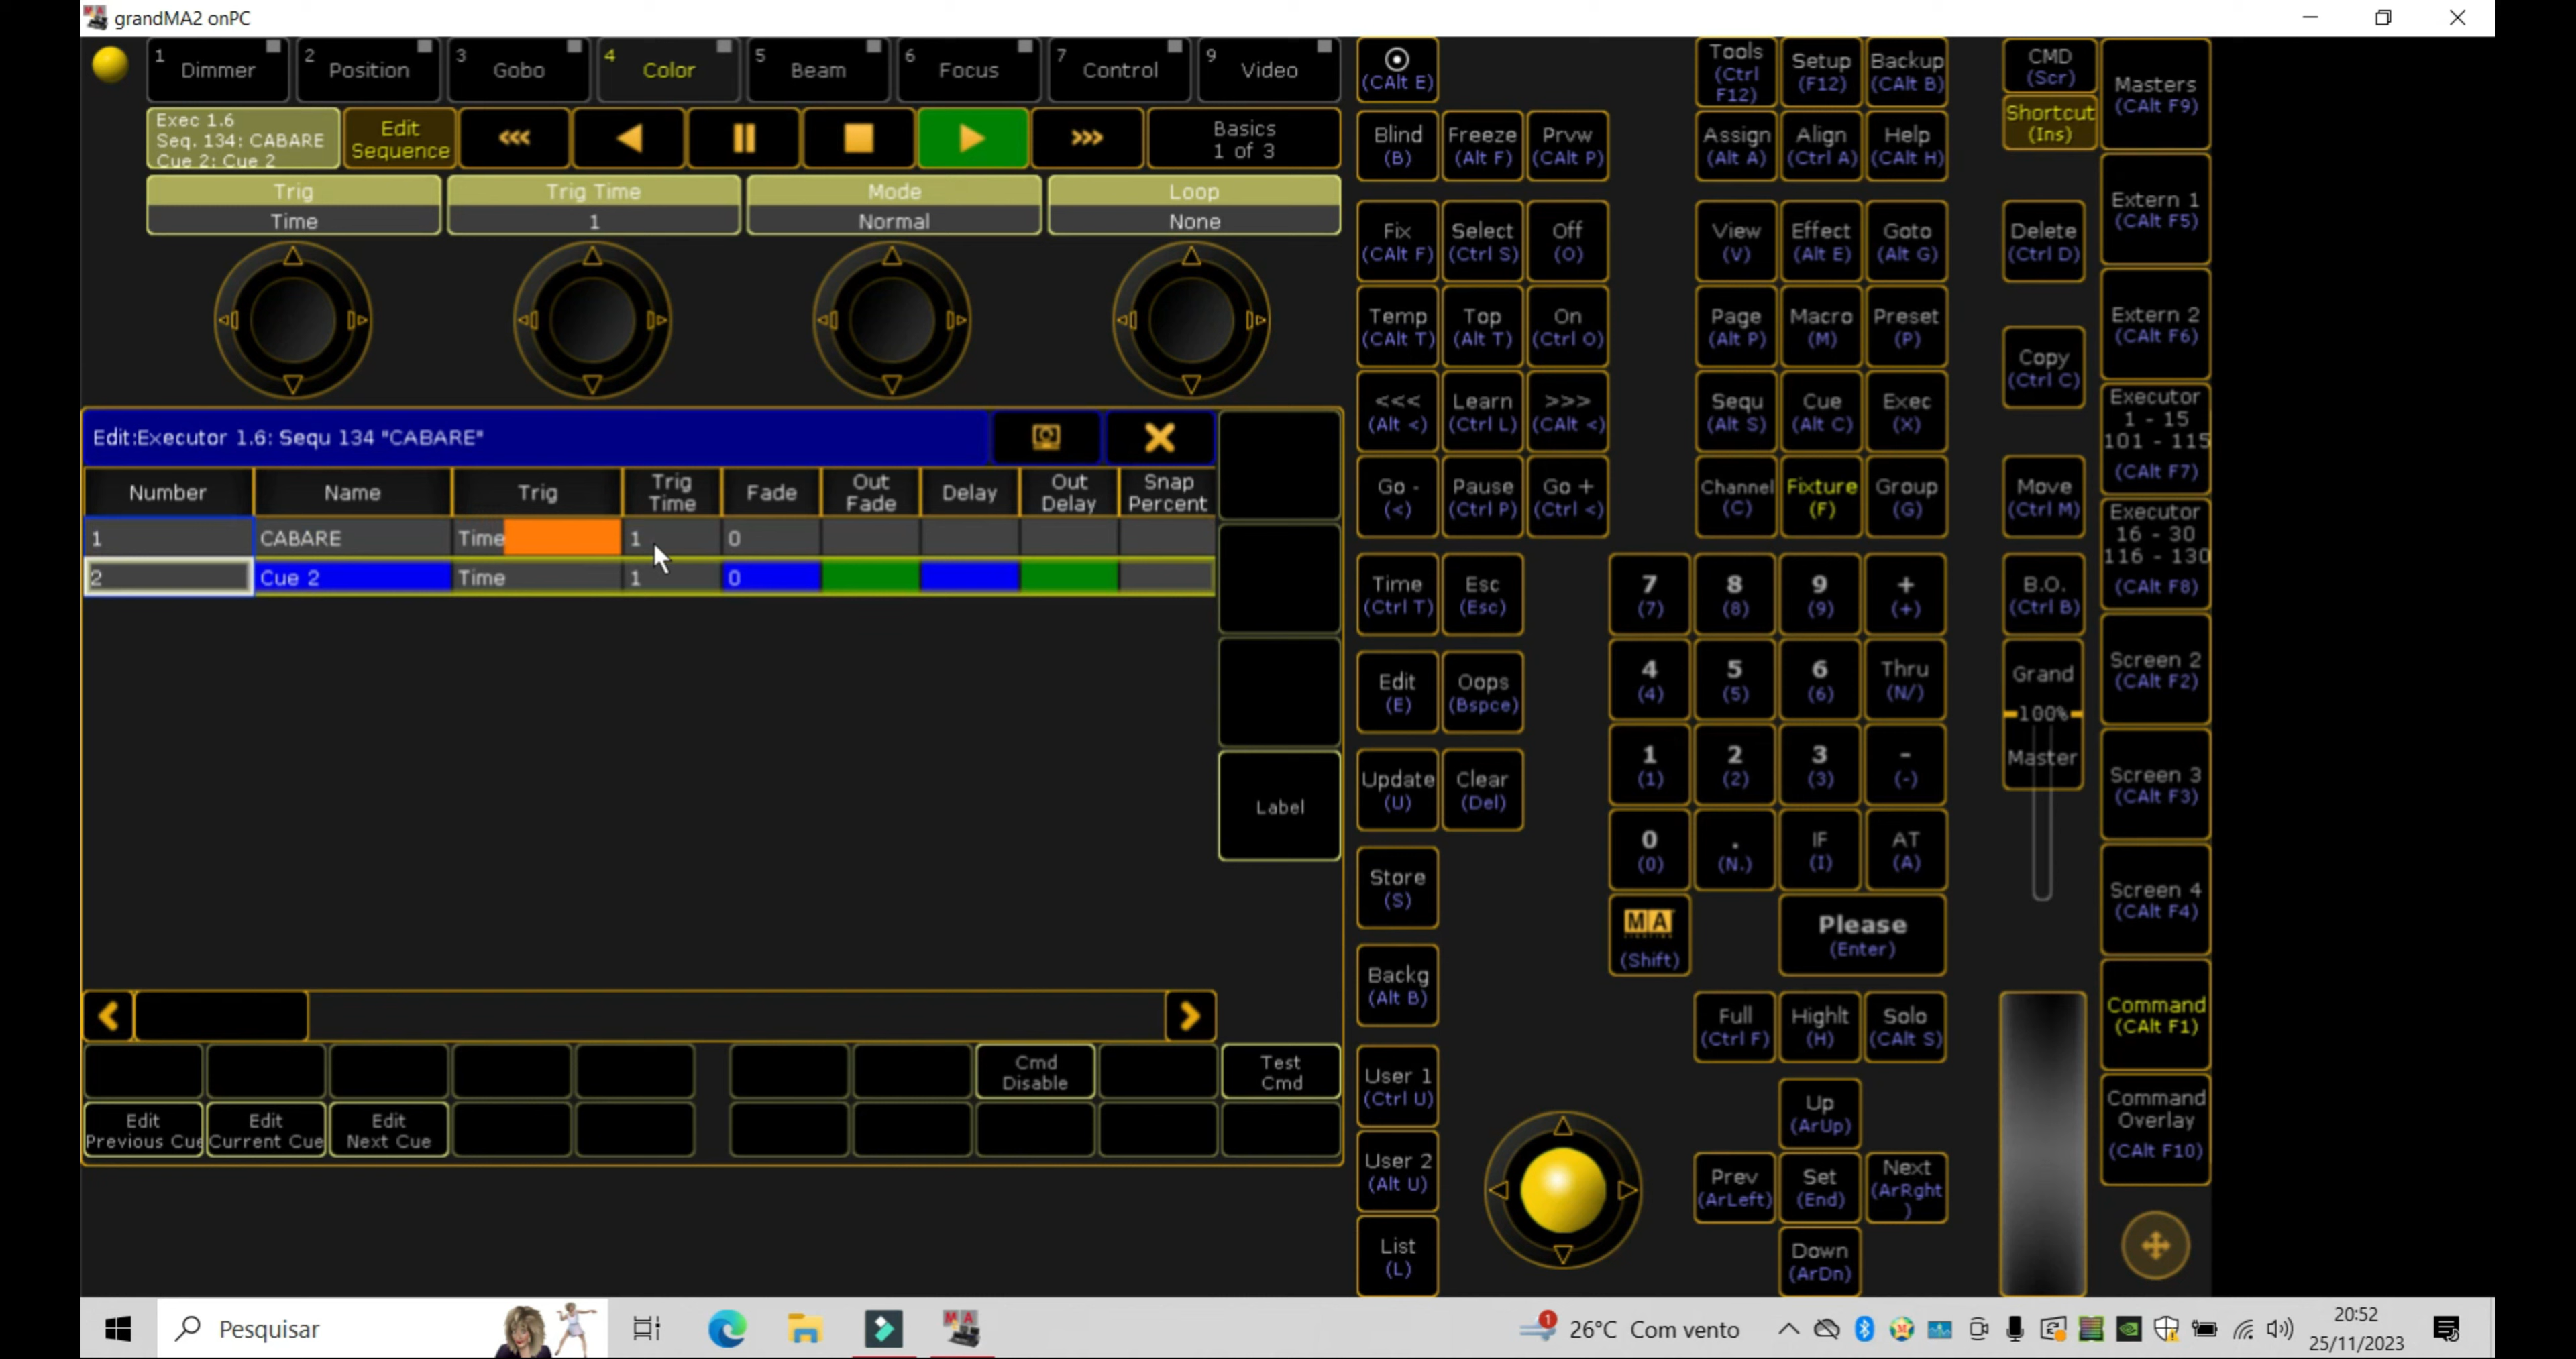 grandMA2 onPC
1 Dimmer
2 Position
3 Gobo
4 Color
5 Beam
6 Focus
7 Control
9 Video
Exec 1.6
Seq. 134: CABARE
Cue 2: Cue 2
Edit
Sequence
Basics
1 of 3
Trig
Time
Trig Time
1
Mode
Normal
Loop
None
Edit:Executor 1.6: Sequ 134 "CABARE"
Number Name Trig Trig Time Fade Out Fade Delay Out Delay Snap Percent
1 CABARE Time 1 0
2 Cue 2 Time 1 0
Label
Cmd
Disable
Test
Cmd
Edit
Previous Cue
Edit
Current Cue
Edit
Next Cue
(CAlt E)
Tools
(Ctrl
F12)
Setup
(F12)
Backup
(CAlt B)
CMD
(Scr)
Shortcut
(Ins)
Masters
(CAlt F9)
Blind
(B)
Freeze
(Alt F)
Prvw
(CAlt P)
Assign
(Alt A)
Align
(Ctrl A)
Help
(CAlt H)
Extern 1
(CAlt F5)
Fix
(CAlt F)
Select
(Ctrl S)
Off
(O)
View
(V)
Effect
(Alt E)
Goto
(Alt G)
Delete
(Ctrl D)
Extern 2
(CAlt F6)
Temp
(CAlt T)
Top
(Alt T)
On
(Ctrl O)
Page
(Alt P)
Macro
(M)
Preset
(P)
Copy
(Ctrl C)
Executor
1 - 15
101 - 115
(CAlt F7)
<<<
(Alt <)
Learn
(Ctrl L)
>>>
(CAlt <)
Sequ
(Alt S)
Cue
(Alt C)
Exec
(X)
Go -
(<)
Pause
(Ctrl P)
Go +
(Ctrl <)
Channel
(C)
Fixture
(F)
Group
(G)
Move
(Ctrl M)
Executor
16 - 30
116 - 130
(CAlt F8)
Time
(Ctrl T)
Esc
(Esc)
7
(7)
8
(8)
9
(9)
+
(+)
B.O.
(Ctrl B)
Edit
(E)
Oops
(Bspce)
4
(4)
5
(5)
6
(6)
Thru
(N/)
Grand
100%
Master
Screen 2
(CAlt F2)
Update
(U)
Clear
(Del)
1
(1)
2
(2)
3
(3)
-
(-)
Screen 3
(CAlt F3)
Store
(S)
0
(0)
.
(N.)
IF
(I)
AT
(A)
Screen 4
(CAlt F4)
Backg
(Alt B)
MA
(Shift)
Please
(Enter)
Command
(CAlt F1)
Full
(Ctrl F)
Highlt
(H)
Solo
(CAlt S)
User 1
(Ctrl U)
Up
(ArUp)
Command
Overlay
(CAlt F10)
User 2
(Alt U)
Prev
(ArLeft)
Set
(End)
Next
(ArRght
)
List
(L)
Down
(ArDn)
Pesquisar
MA
1
26°C Com vento
20:52
25/11/2023